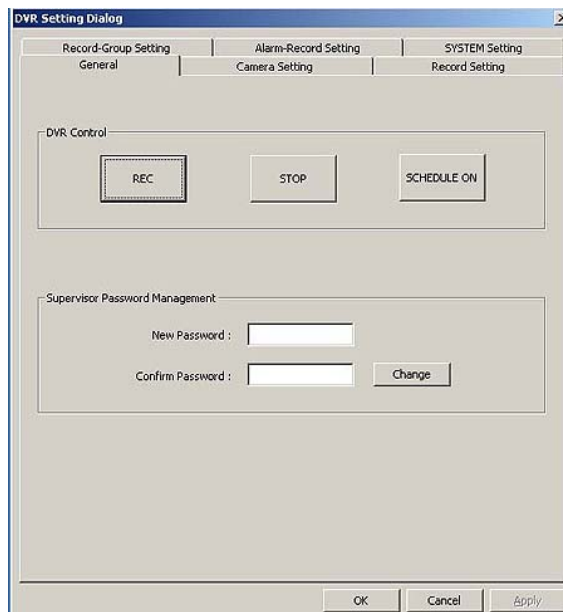 DVR Setting Dialog
Record-Group Setting Alarm-Record Setting SYSTEM Setting
General Camera Setting Record Setting
DVR Control
REC STOP SCHEDULE ON
Supervisor Password Management
New Password :
Confirm Password : Change
OK Cancel Apply